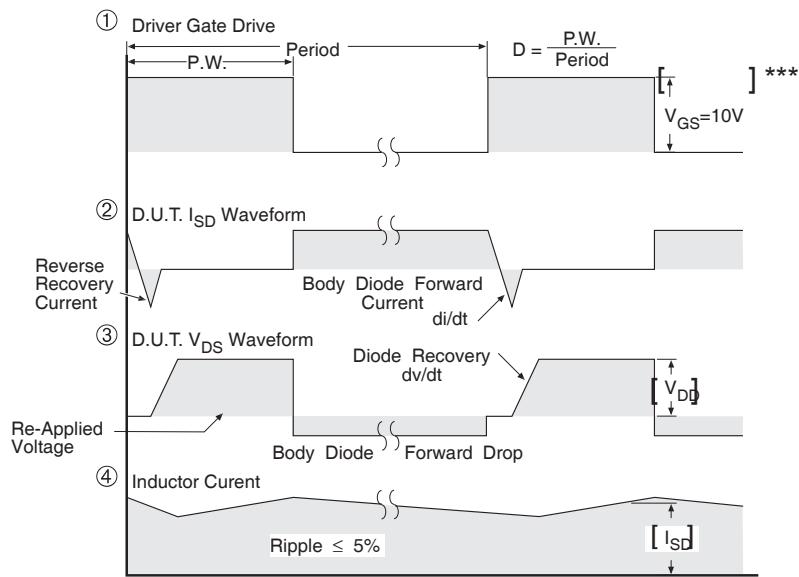 ① Driver Gate Drive
Period
P.W.
D = P.W. / Period
[ ] ***
V_GS=10V
② D.U.T. I_SD Waveform
Reverse
Recovery
Current
Body Diode Forward
Current
di/dt
③ D.U.T. V_DS Waveform
Diode Recovery
dv/dt
[V_DD]
Re-Applied
Voltage
Body Diode Forward Drop
④ Inductor Curent
Ripple ≤ 5%
[I_SD]